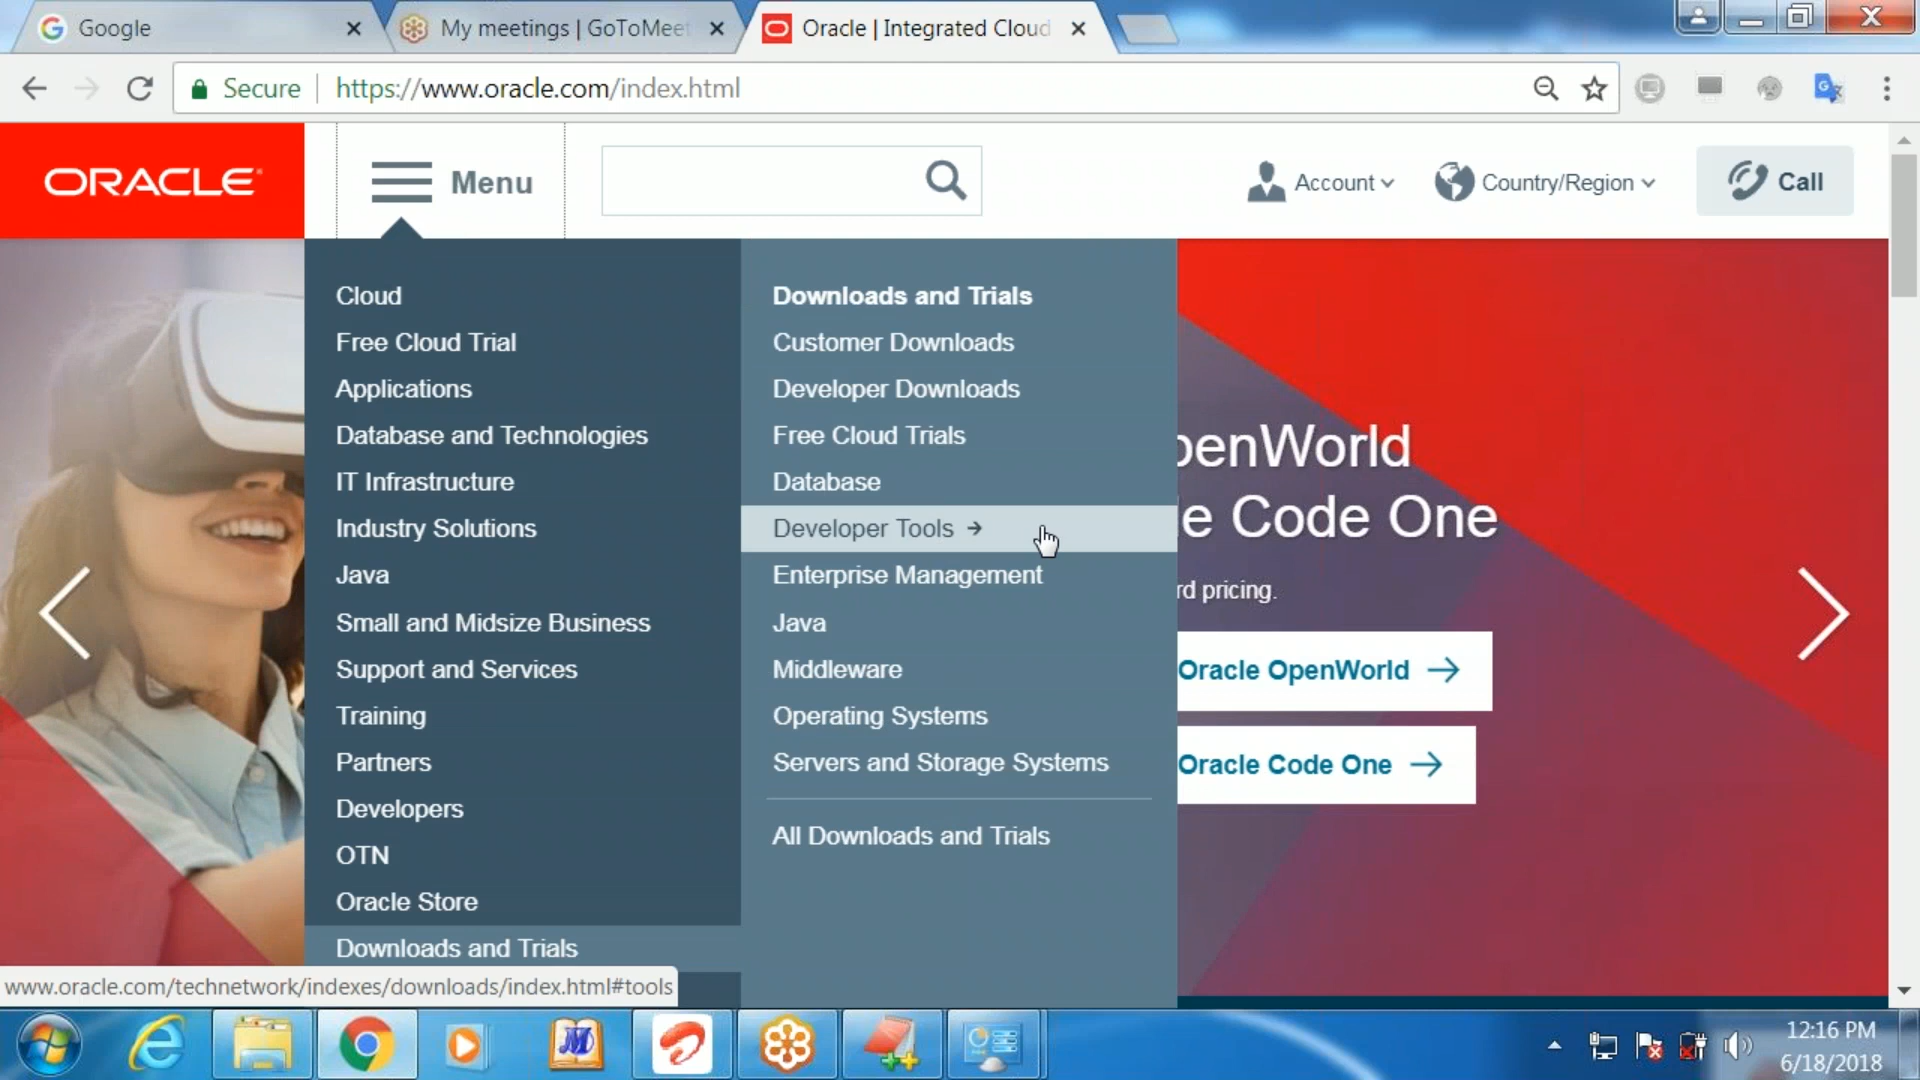 Google
My meetings | GoToMeet
Oracle | Integrated Cloud
Secure
https://www.oracle.com/index.html
ORACLE
Menu
Account
Country/Region
Call
Cloud
Free Cloud Trial
Applications
Database and Technologies
IT Infrastructure
Industry Solutions
Java
Small and Midsize Business
Support and Services
Training
Partners
Developers
OTN
Oracle Store
Downloads and Trials
Downloads and Trials
Customer Downloads
Developer Downloads
Free Cloud Trials
Database
Developer Tools →
Enterprise Management
Java
Middleware
Operating Systems
Servers and Storage Systems
All Downloads and Trials
penWorld
e Code One
rd pricing.
Oracle OpenWorld →
Oracle Code One →
www.oracle.com/technetwork/indexes/downloads/index.html#tools
12:16 PM
6/18/2018